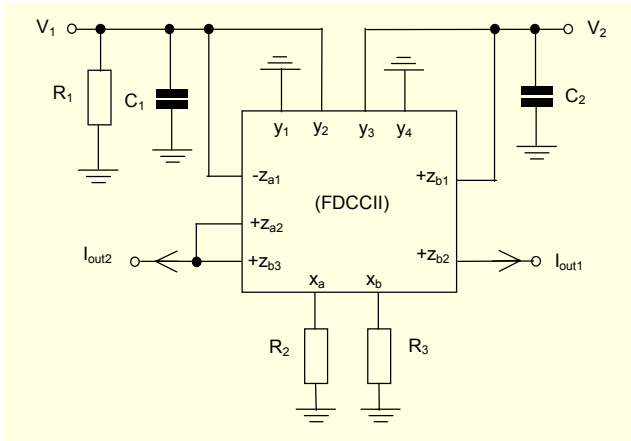 V1 V2
R1 C1 C2
y1 y2 y3 y4
-za1 +zb1
(FDCCII)
+za2
Iout2 +zb3 +zb2 Iout1
xa xb
R2 R3